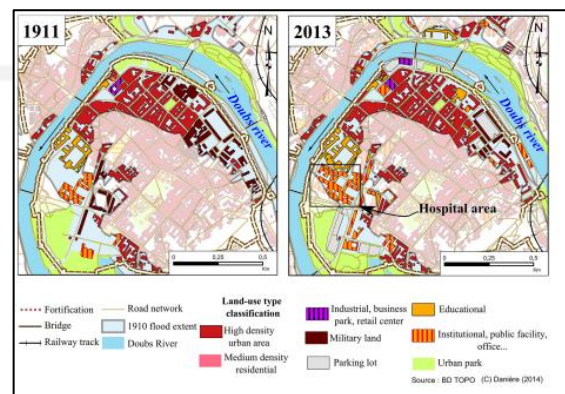 1911
N
Doubs river
0 0,25 0,5
Km
2013
N
Doubs river
Hospital area
0 0,25 0,5
Km
Fortification
Bridge
Railway track
Road network
1910 flood extent
Doubs River
Land-use type
classification
High density
urban area
Medium density
residential
Industrial, business
park, retail center
Military land
Parking lot
Educational
Institutional, public facility,
office...
Urban park
Source : BD TOPO (C) Danière (2014)